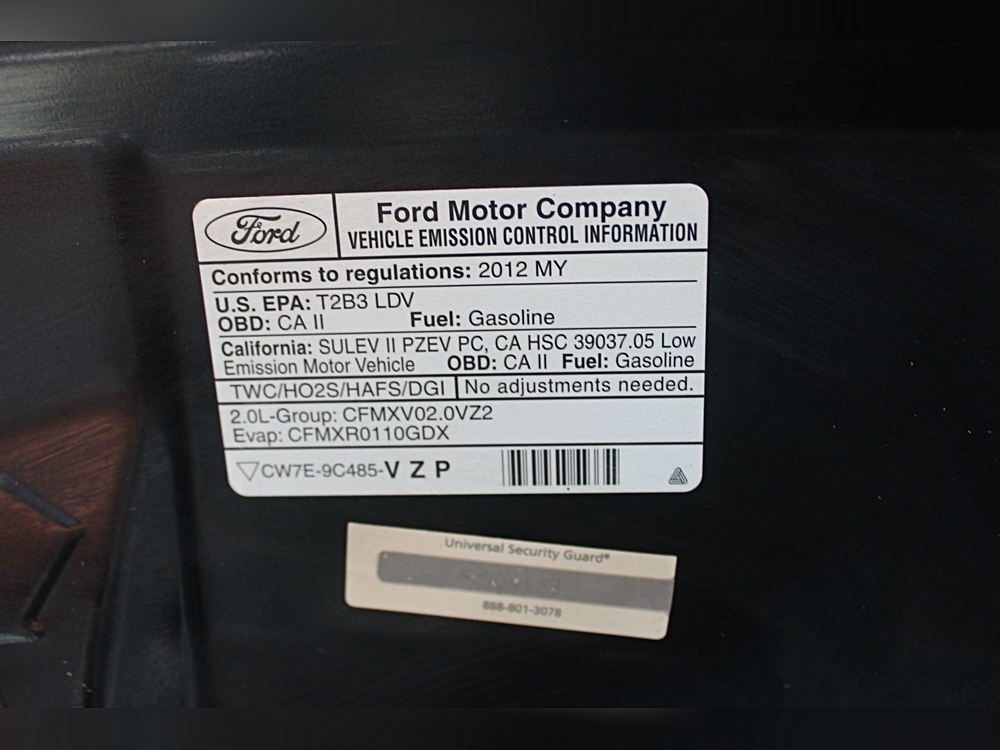 Ford
Ford Motor Company
VEHICLE EMISSION CONTROL INFORMATION
Conforms to regulations: 2012 MY
U.S. EPA: T2B3 LDV
OBD: CA II Fuel: Gasoline
California: SULEV II PZEV PC, CA HSC 39037.05 Low
Emission Motor Vehicle OBD: CA II Fuel: Gasoline
TWC/HO2S/HAFS/DGI No adjustments needed.
2.0L-Group: CFMXV02.0VZ2
Evap: CFMXR0110GDX
CW7E-9C485-V Z P
Universal Security Guard®
888-801-3078